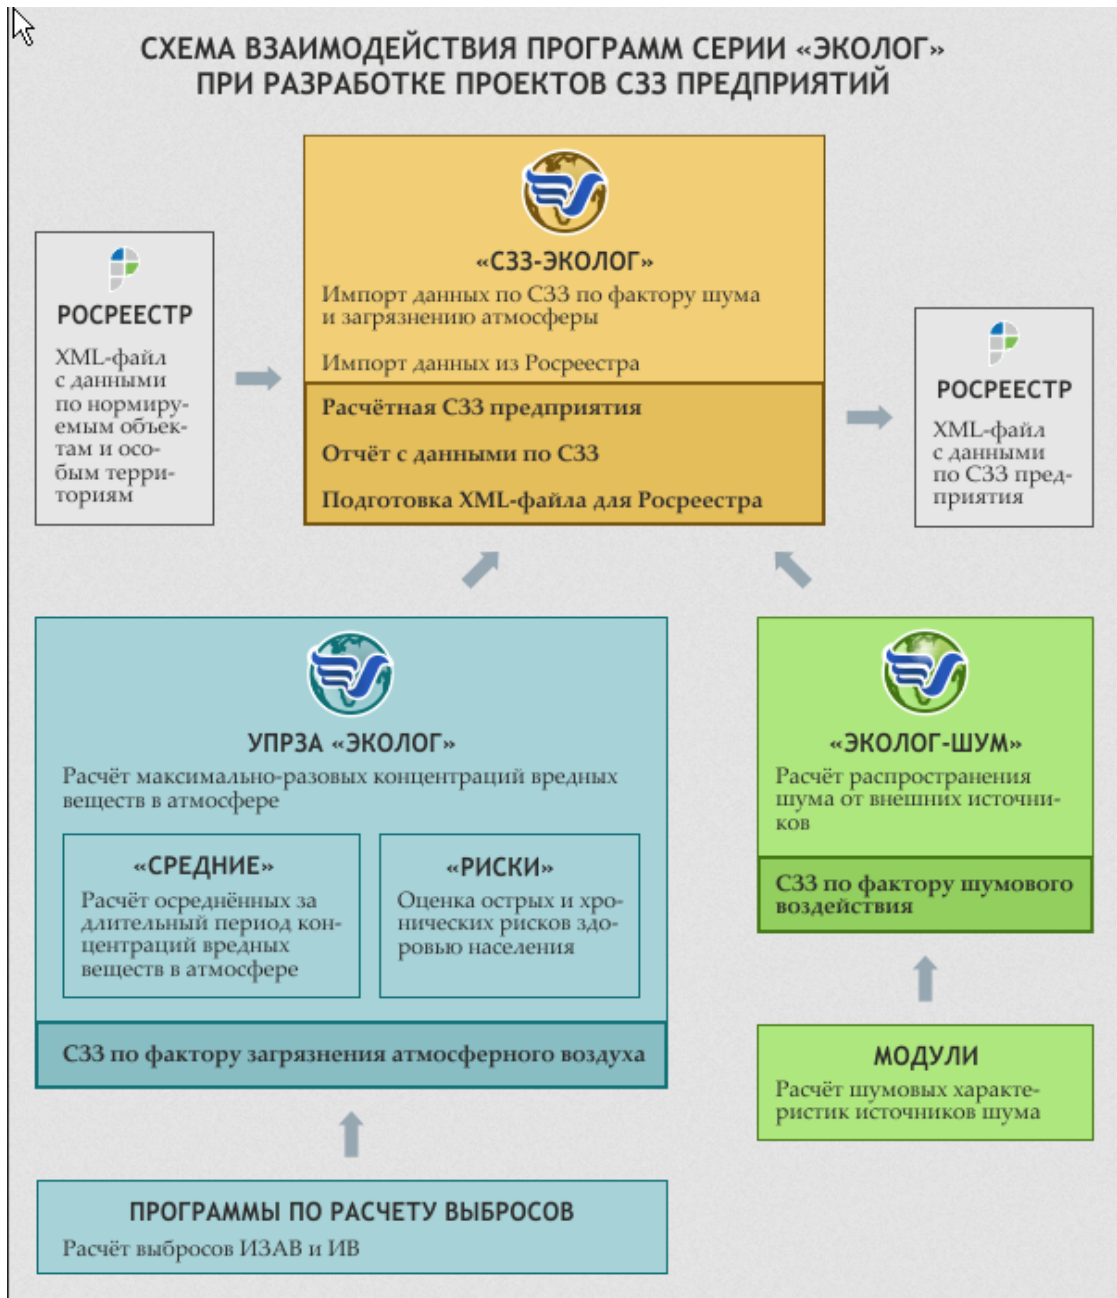 СХЕМА ВЗАИМОДЕЙСТВИЯ ПРОГРАММ СЕРИИ «ЭКОЛОГ»
ПРИ РАЗРАБОТКЕ ПРОЕКТОВ СЗЗ ПРЕДПРИЯТИЙ
РОСРЕЕСТР
XML-файл
с данными
по нормиру-
емым объек-
там и осо-
бым терри-
ториям
«СЗЗ-ЭКОЛОГ»
Импорт данных по СЗЗ по фактору шума
и загрязнению атмосферы
Импорт данных из Росреестра
Расчётная СЗЗ предприятия
Отчёт с данными по СЗЗ
Подготовка XML-файла для Росреестра
РОСРЕЕСТР
XML-файл
с данными
по СЗЗ пред-
приятия
УПРЗА «ЭКОЛОГ»
Расчёт максимально-разовых концентраций вредных
веществ в атмосфере
«СРЕДНИЕ»
Расчёт осреднённых за
длительный период кон-
центраций вредных
веществ в атмосфере
«РИСКИ»
Оценка острых и хро-
нических рисков здо-
ровью населения
СЗЗ по фактору загрязнения атмосферного воздуха
ПРОГРАММЫ ПО РАСЧЕТУ ВЫБРОСОВ
Расчёт выбросов ИЗАВ и ИВ
«ЭКОЛОГ-ШУМ»
Расчёт распространения
шума от внешних источни-
ков
СЗЗ по фактору шумового
воздействия
МОДУЛИ
Расчёт шумовых характе-
ристик источников шума